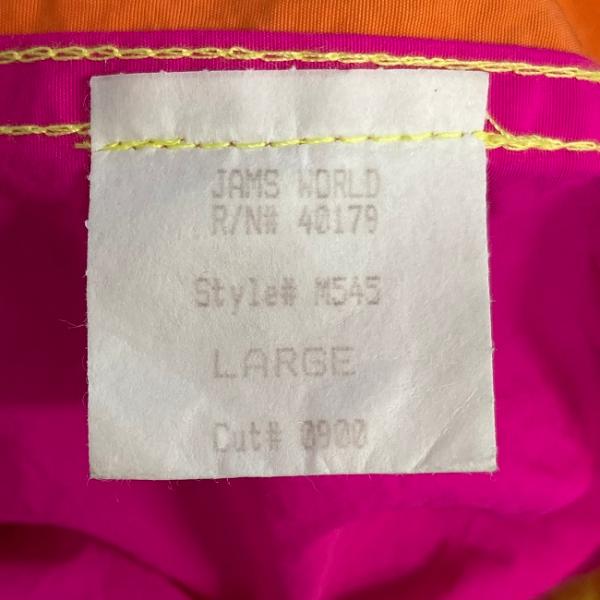 JAMS WORLD
R/N# 40179
Style# M545
LARGE
Cut# 0900